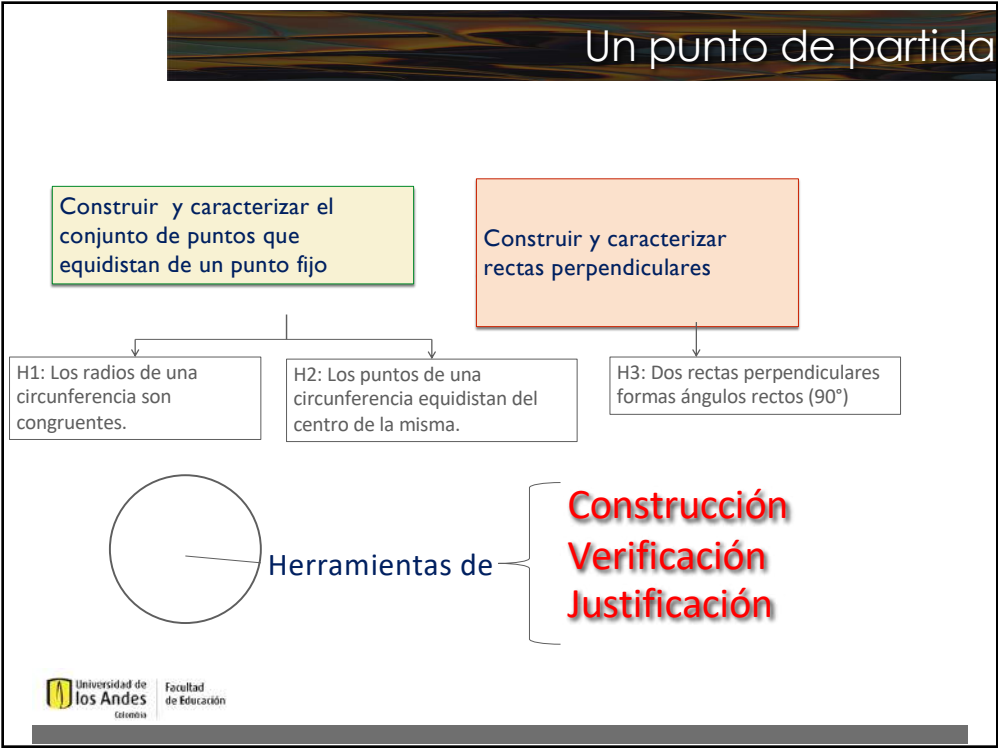 Un punto de partida
Construir y caracterizar el
conjunto de puntos que
equidistan de un punto fijo
Construir y caracterizar
rectas perpendiculares
H1: Los radios de una
circunferencia son
congruentes.
H2: Los puntos de una
circunferencia equidistan del
centro de la misma.
H3: Dos rectas perpendiculares
formas ángulos rectos (90°)
Herramientas de
Construcción
Verificación
Justificación
Universidad de
los Andes
Colombia
Facultad
de Educación